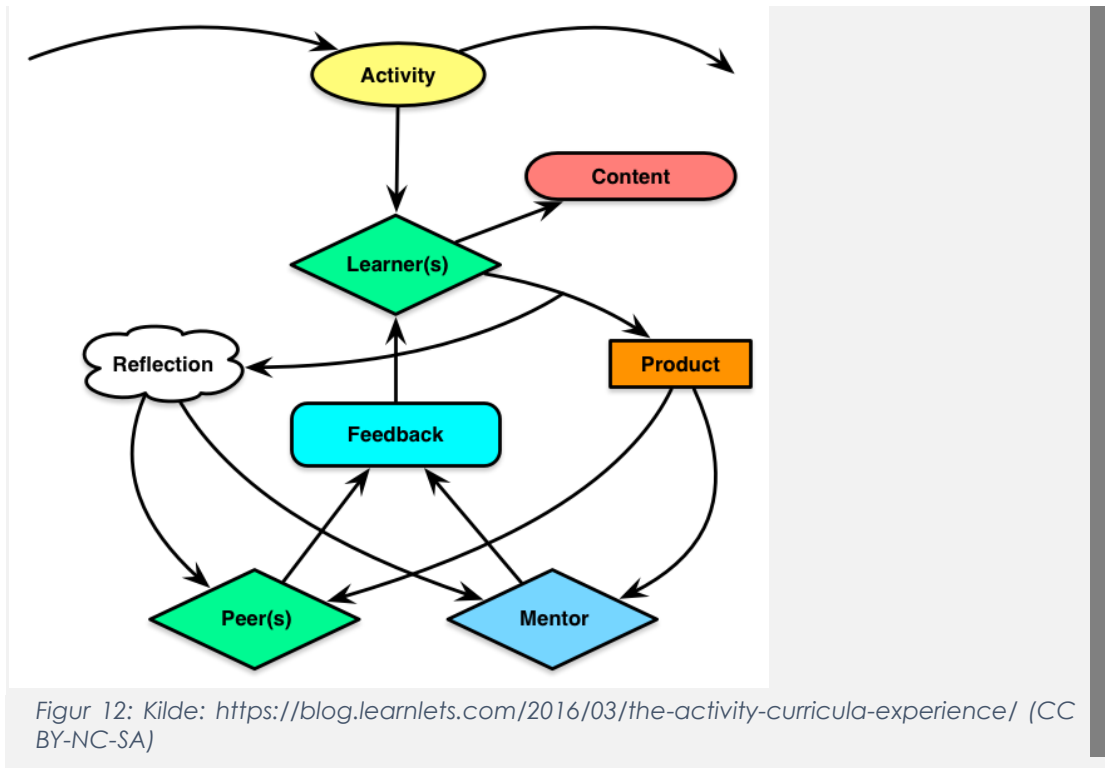 Activity
Content
Learner(s)
Reflection
Product
Feedback
Peer(s)
Mentor
Figur 12: Kilde: https://blog.learnlets.com/2016/03/the-activity-curricula-experience/ (CC
BY-NC-SA)